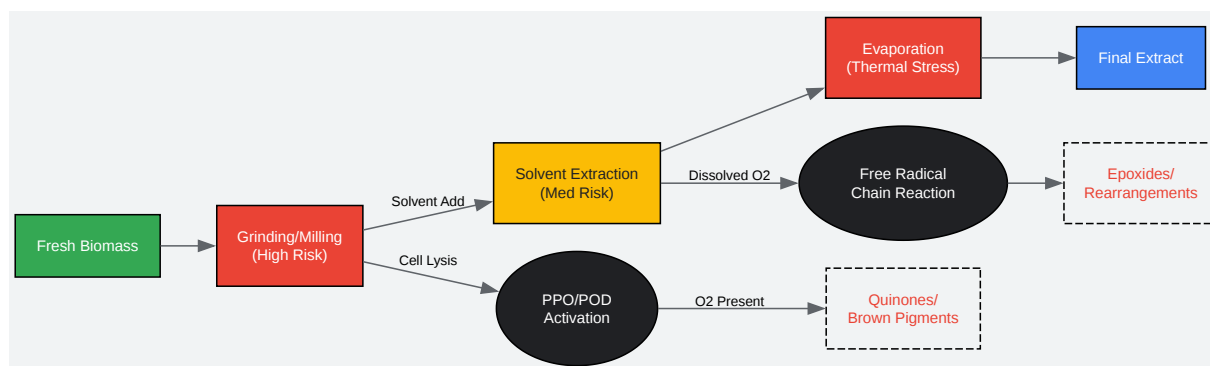 Evaporation
(Thermal Stress)
Final Extract
Solvent Extraction
(Med Risk)
Dissolved O2
Free Radical
Chain Reaction
Epoxides/
Rearrangements
Solvent Add
Fresh Biomass
Grinding/Milling
(High Risk)
Cell Lysis
PPO/POD
Activation
O2 Present
Quinones/
Brown Pigments